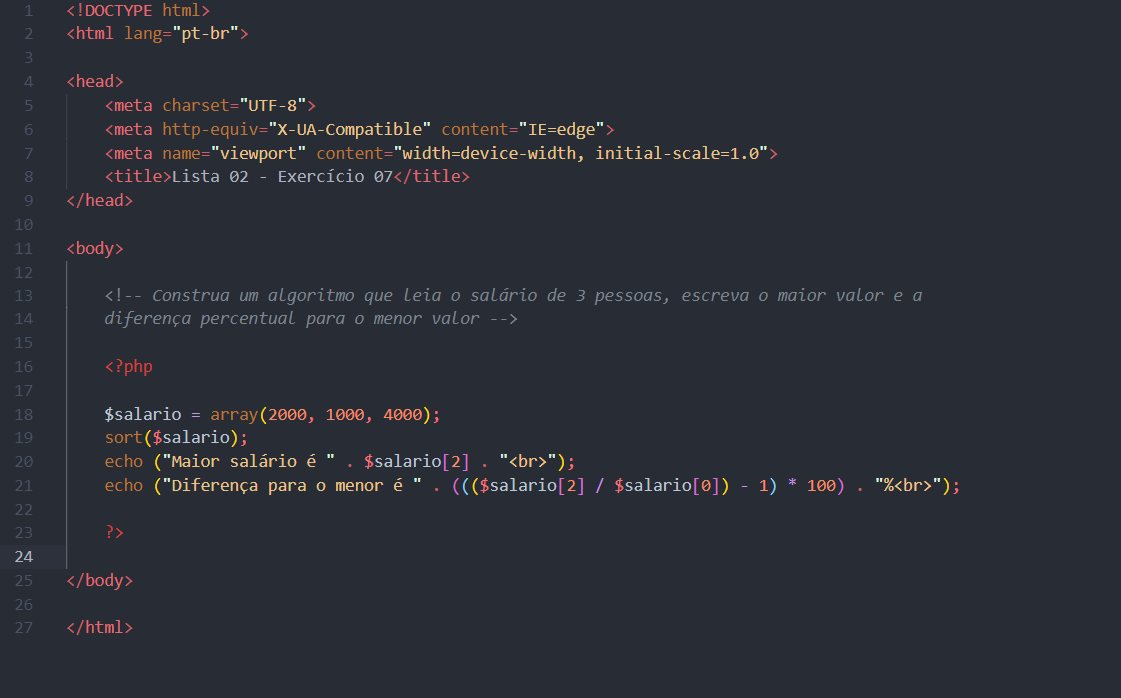 1 <!DOCTYPE html>
2 <html lang="pt-br">
3
4 <head>
5 <meta charset="UTF-8">
6 <meta http-equiv="X-UA-Compatible" content="IE=edge">
7 <meta name="viewport" content="width=device-width, initial-scale=1.0">
8 <title>Lista 02 - Exercício 07</title>
9 </head>
10
11 <body>
12
13 <!-- Construa um algoritmo que leia o salário de 3 pessoas, escreva o maior valor e a
14 diferença percentual para o menor valor -->
15
16 <?php
17
18 $salario = array(2000, 1000, 4000);
19 sort($salario);
20 echo ("Maior salário é " . $salario[2] . "<br>");
21 echo ("Diferença para o menor é " . ((($salario[2] / $salario[0]) - 1) * 100) . "%<br>");
22
23 ?>
24
25 </body>
26
27 </html>